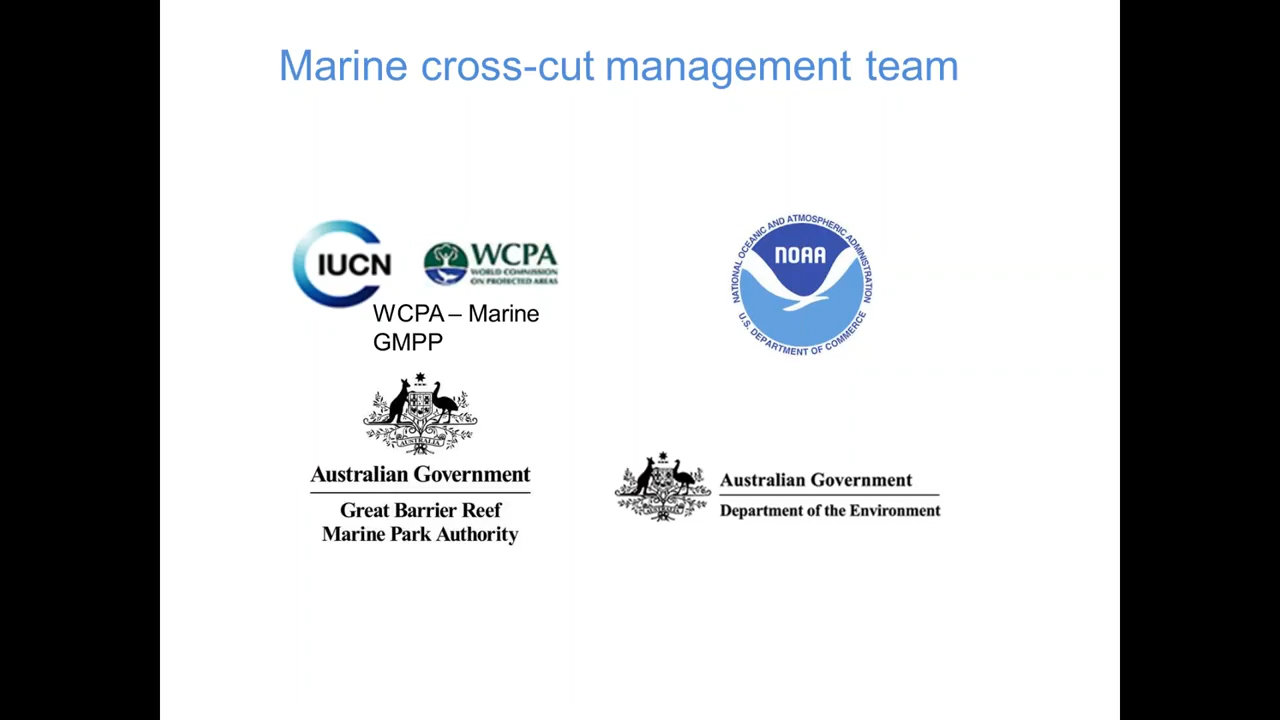 Marine cross-cut management team
IUCN
WCPA
WORLD COMMISSION
ON PROTECTED AREAS
WCPA – Marine
GMPP
NATIONAL OCEANIC AND ATMOSPHERIC ADMINISTRATION
NOAA
U.S. DEPARTMENT OF COMMERCE
AUSTRALIA
Australian Government
Great Barrier Reef
Marine Park Authority
AUSTRALIA
Australian Government
Department of the Environment